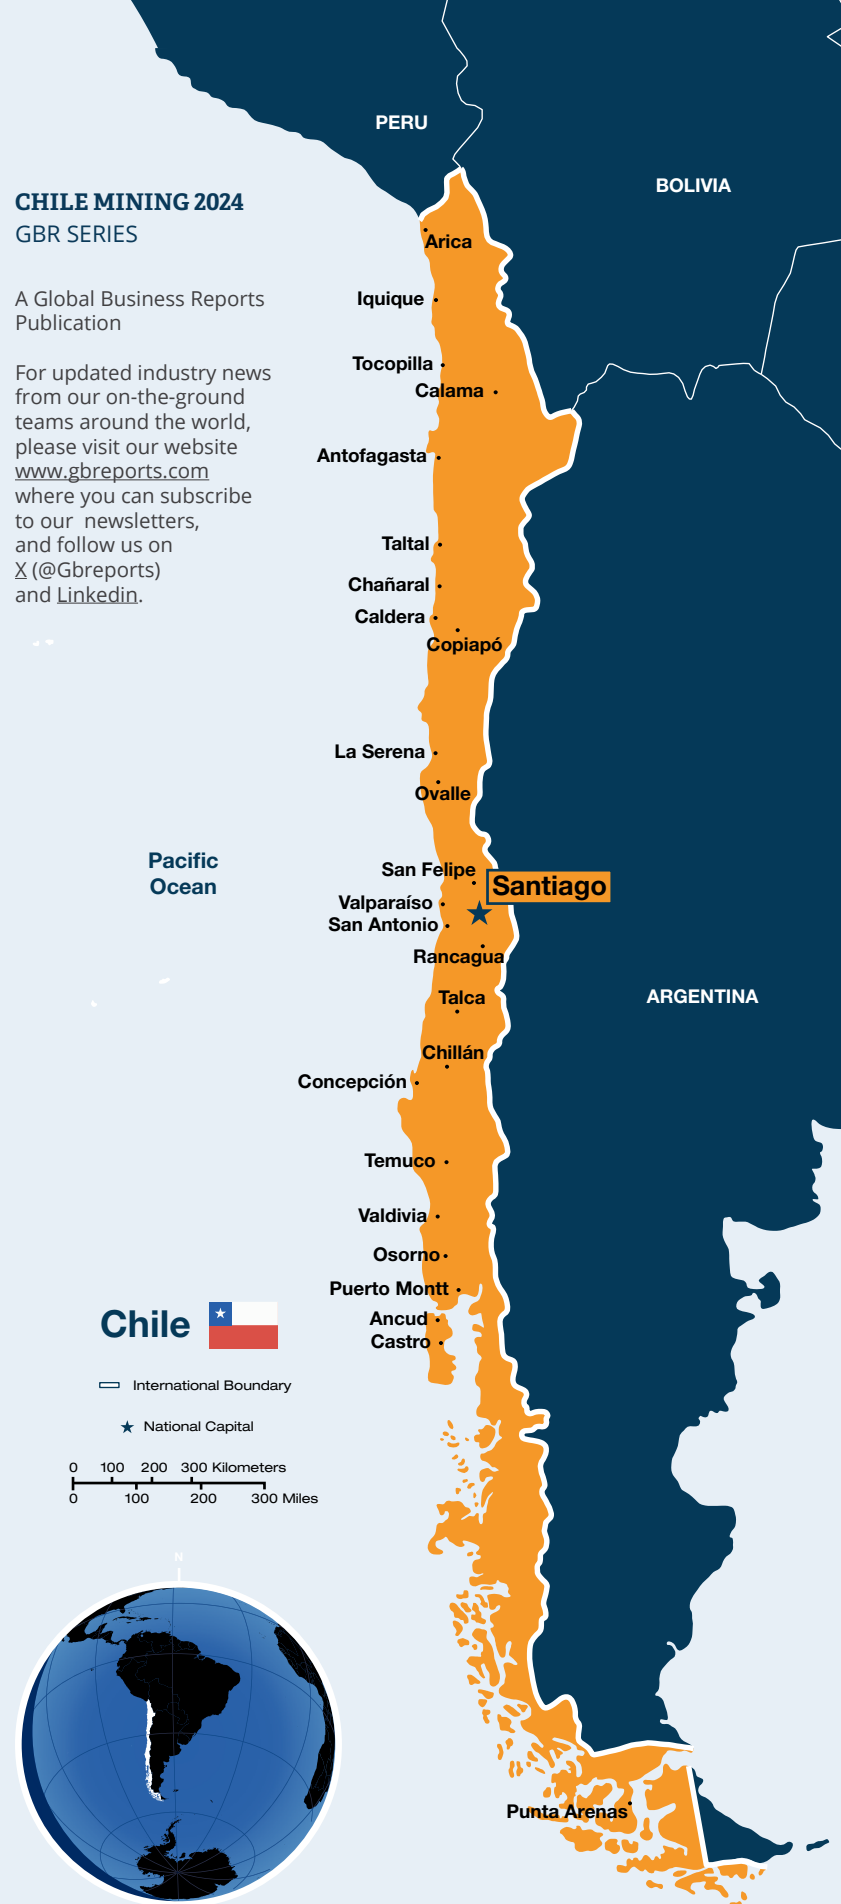 PERU
BOLIVIA
CHILE MINING 2024
GBR SERIES
A Global Business Reports
Publication
For updated industry news
from our on-the-ground
teams around the world,
please visit our website
www.gbreports.com
where you can subscribe
to our newsletters,
and follow us on
X (@Gbreports)
and Linkedin.
Arica
Iquique
Tocopilla
Calama
Antofagasta
Taltal
Chañaral
Caldera
Copiapó
La Serena
Ovalle
Pacific
Ocean
San Felipe
Santiago
Valparaíso
San Antonio
Rancagua
Talca
ARGENTINA
Chillán
Concepción
Temuco
Valdivia
Osorno
Puerto Montt
Ancud
Castro
Chile
International Boundary
National Capital
0 100 200 300 Kilometers
0 100 200 300 Miles
N
Punta Arenas